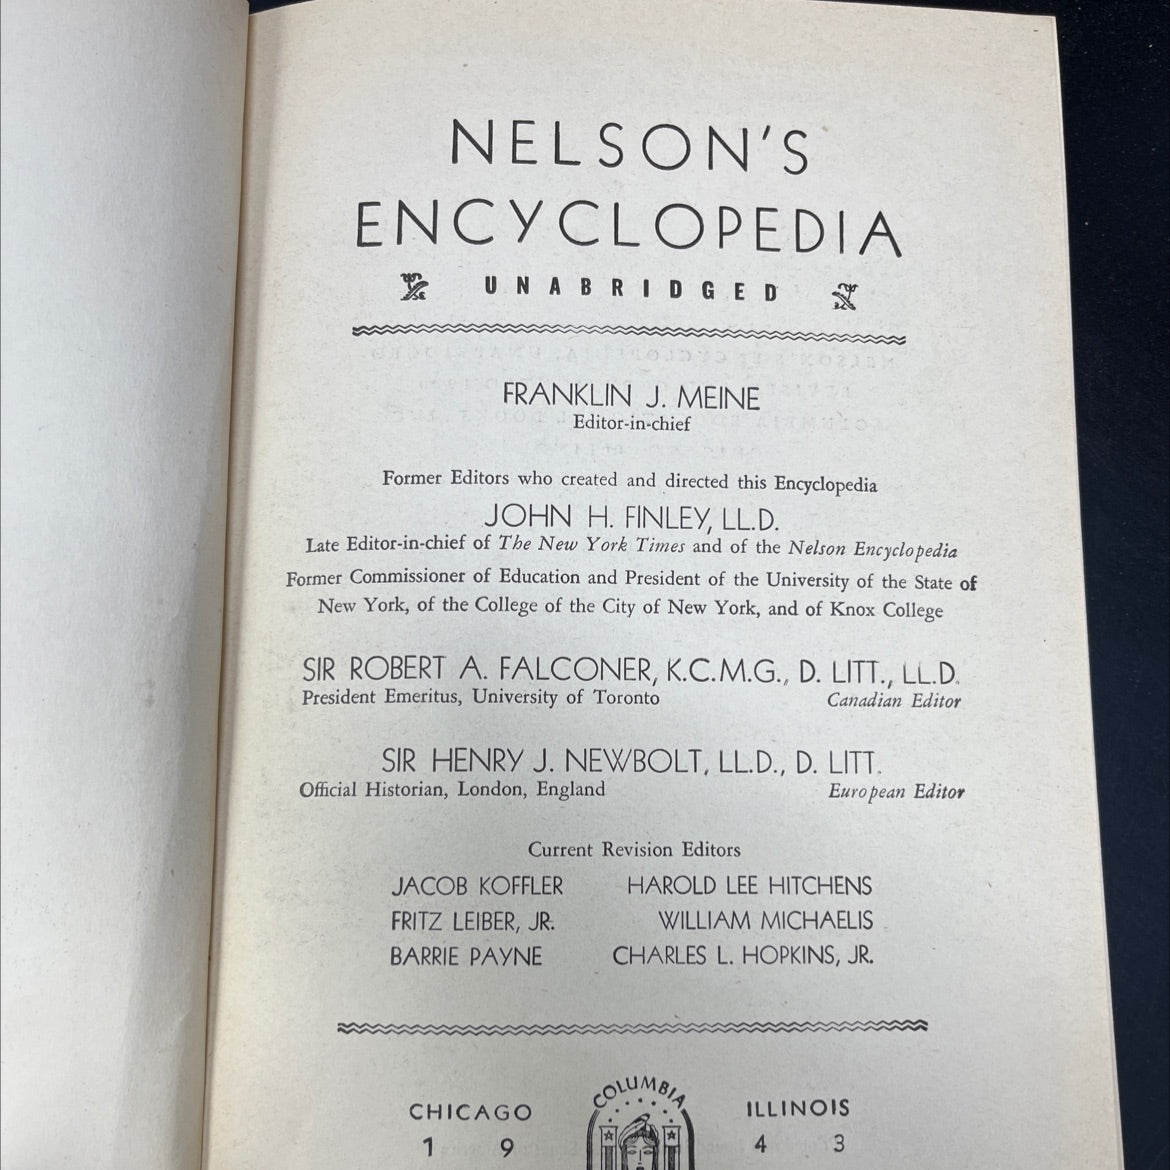 NELSON'S
ENCYCLOPEDIA
UNABRIDGED
FRANKLIN J. MEINE
Editor-in-chief
Former Editors who created and directed this Encyclopedia
JOHN H. FINLEY, LL.D.
Late Editor-in-chief of The New York Times and of the Nelson Encyclopedia
Former Commissioner of Education and President of the University of the State of
New York, of the College of the City of New York, and of Knox College
SIR ROBERT A. FALCONER, K.C.M.G., D. LITT., LL.D.
President Emeritus, University of Toronto Canadian Editor
SIR HENRY J. NEWBOLT, LL.D., D. LITT.
Official Historian, London, England European Editor
Current Revision Editors
JACOB KOFFLER HAROLD LEE HITCHENS
FRITZ LEIBER, JR. WILLIAM MICHAELIS
BARRIE PAYNE CHARLES L. HOPKINS, JR.
COLUMBIA
CHICAGO ILLINOIS
1 9 4 3